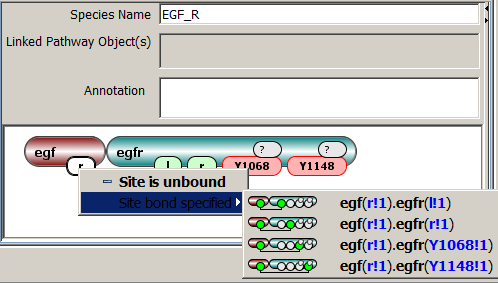 Species Name EGF_R
Linked Pathway Object(s)
Annotation
egf r egfr l r Y1068 ? Y1148 ?
Site is unbound
Site bond specified
egf(r!1).egfr(l!1)
egf(r!1).egfr(r!1)
egf(r!1).egfr(Y1068!1)
egf(r!1).egfr(Y1148!1)